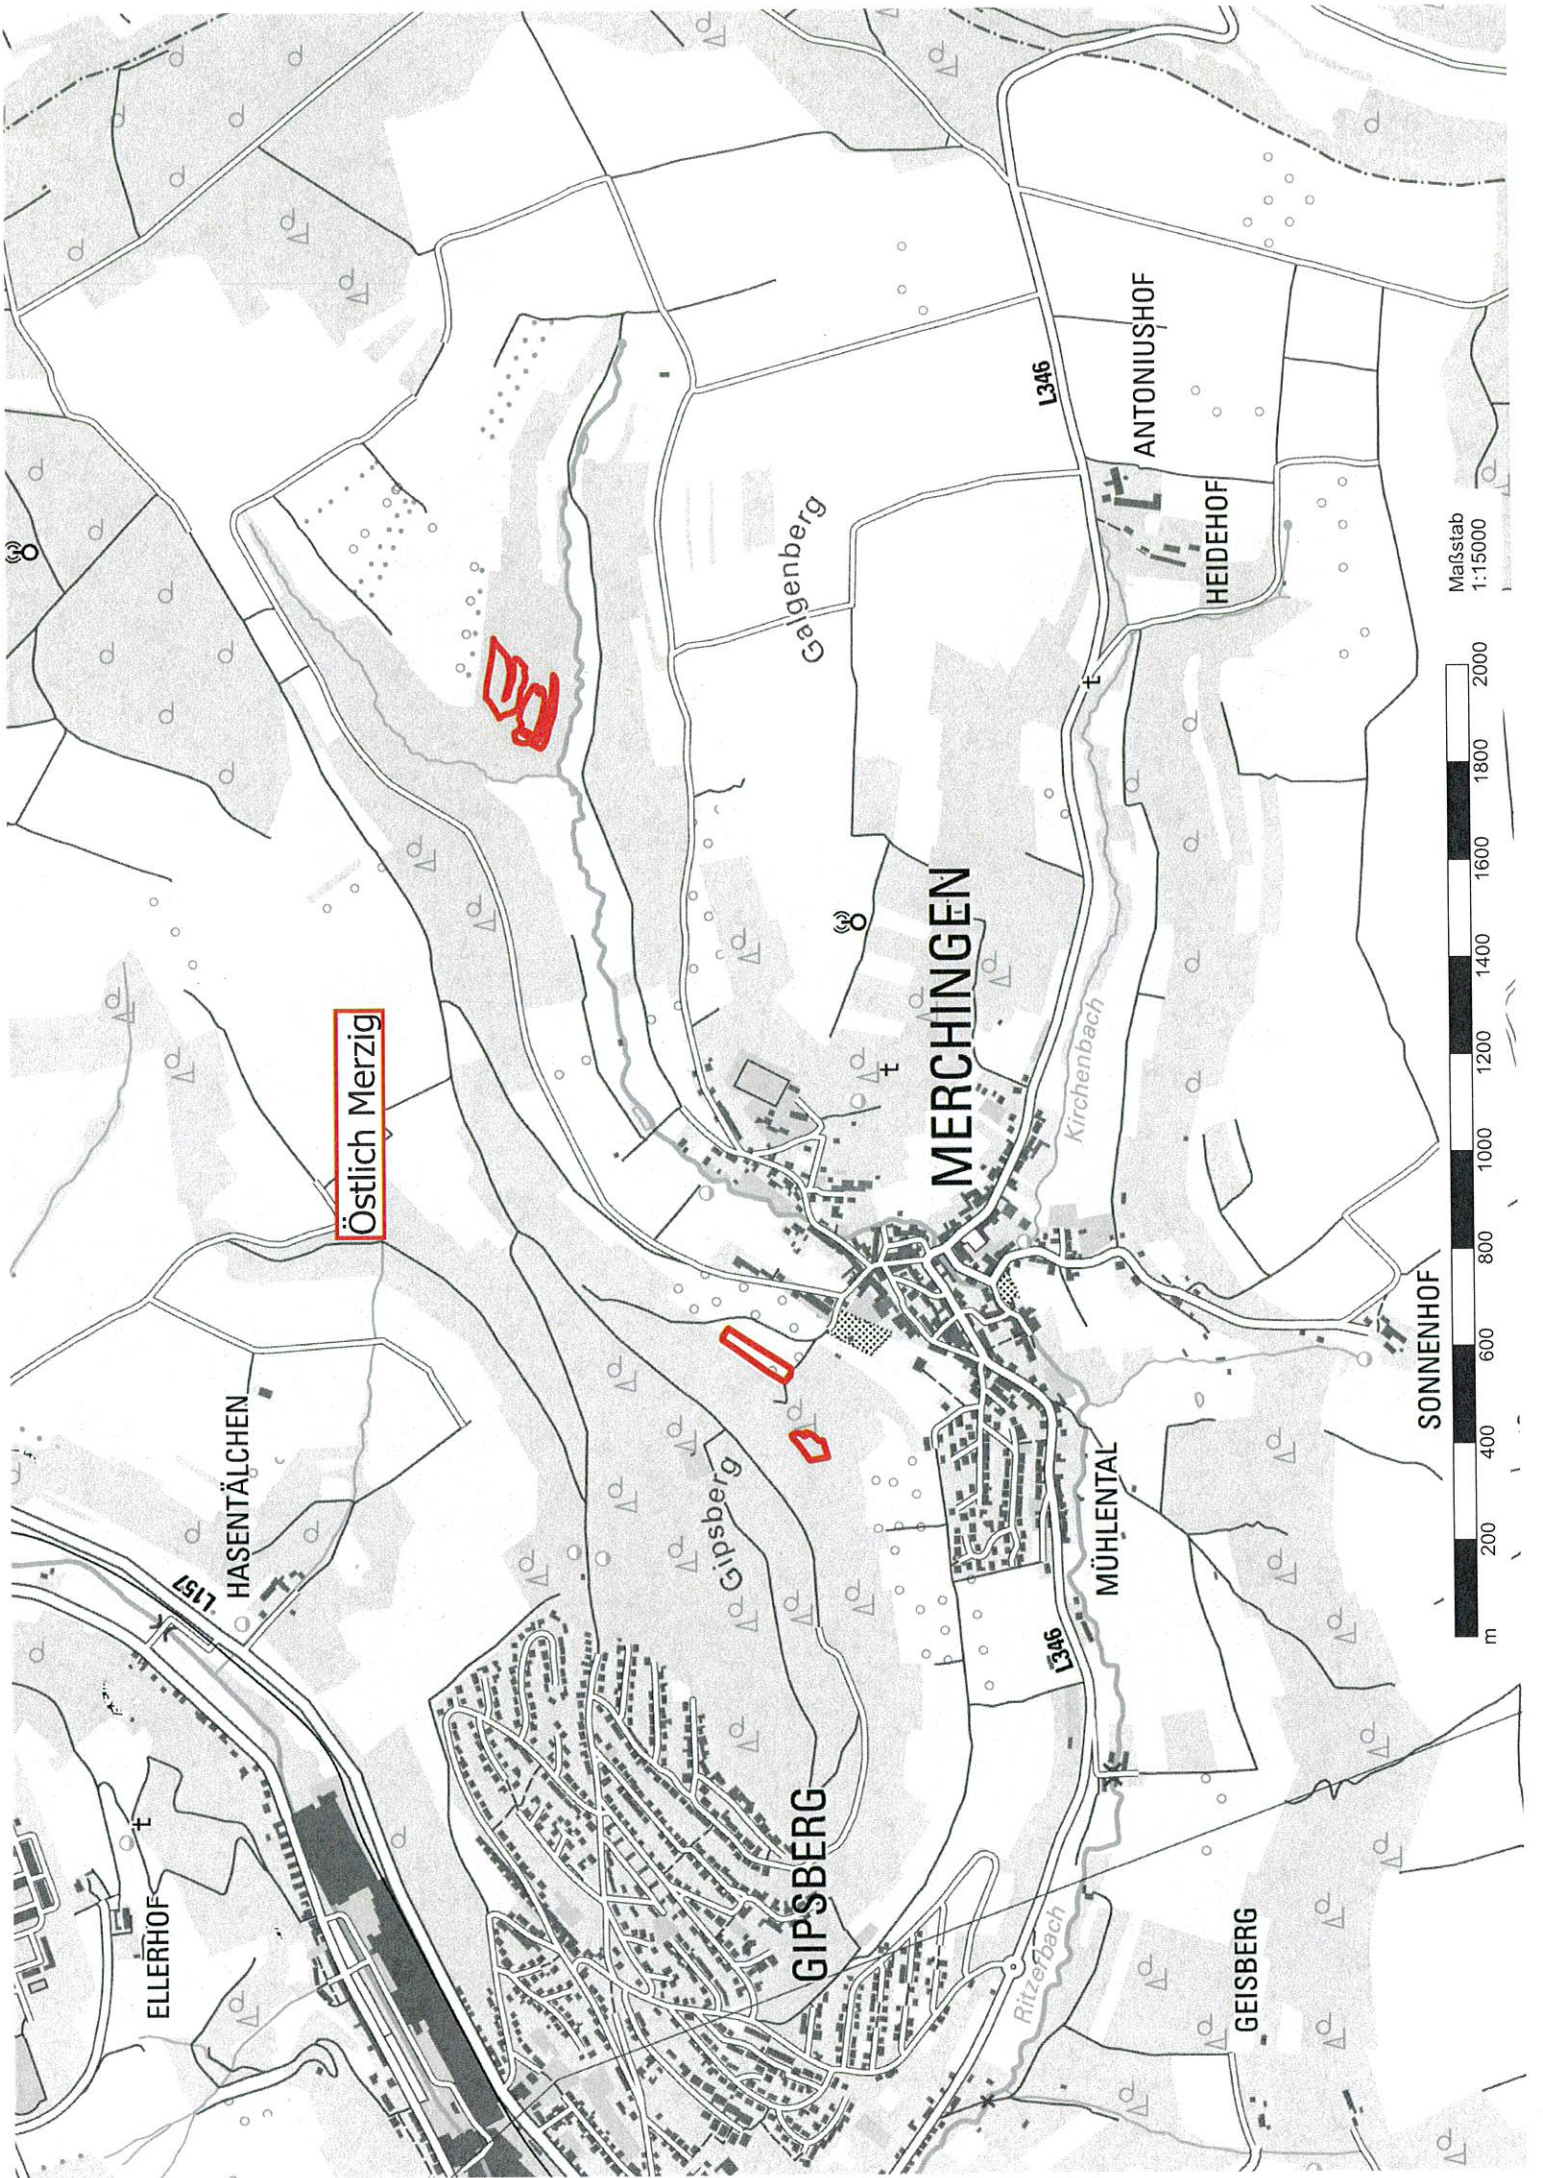 Östlich Merzig
HASENTÄLCHEN
L157
ELLERHOF
Gipsberg
GIPSBERG
MERCHINGEN
Galgenberg
L346
ANTONIUSHOF
HEIDEHOF
Kirchenbach
MÜHLENTAL
L346
Ritzerbach
GEISBERG
SONNENHOF
m 200 400 600 800 1000 1200 1400 1600 1800 2000
Maßstab
1:15000